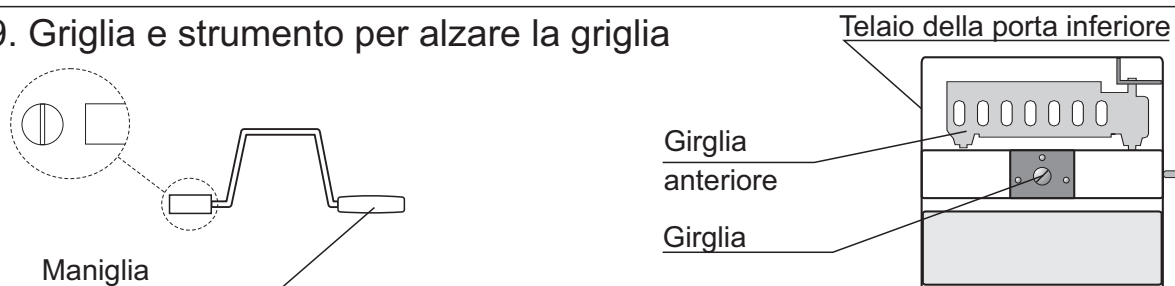 9. Griglia e strumento per alzare la griglia
Telaio della porta inferiore
Girglia
anteriore
Girglia
Maniglia